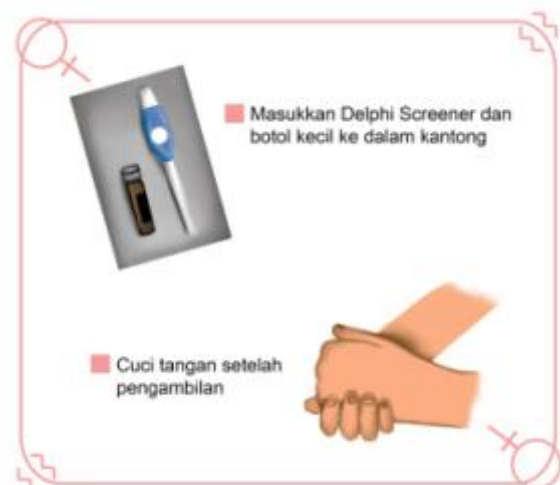 Masukkan Delphi Screener dan
botol kecil ke dalam kantong
Cuci tangan setelah
pengambilan